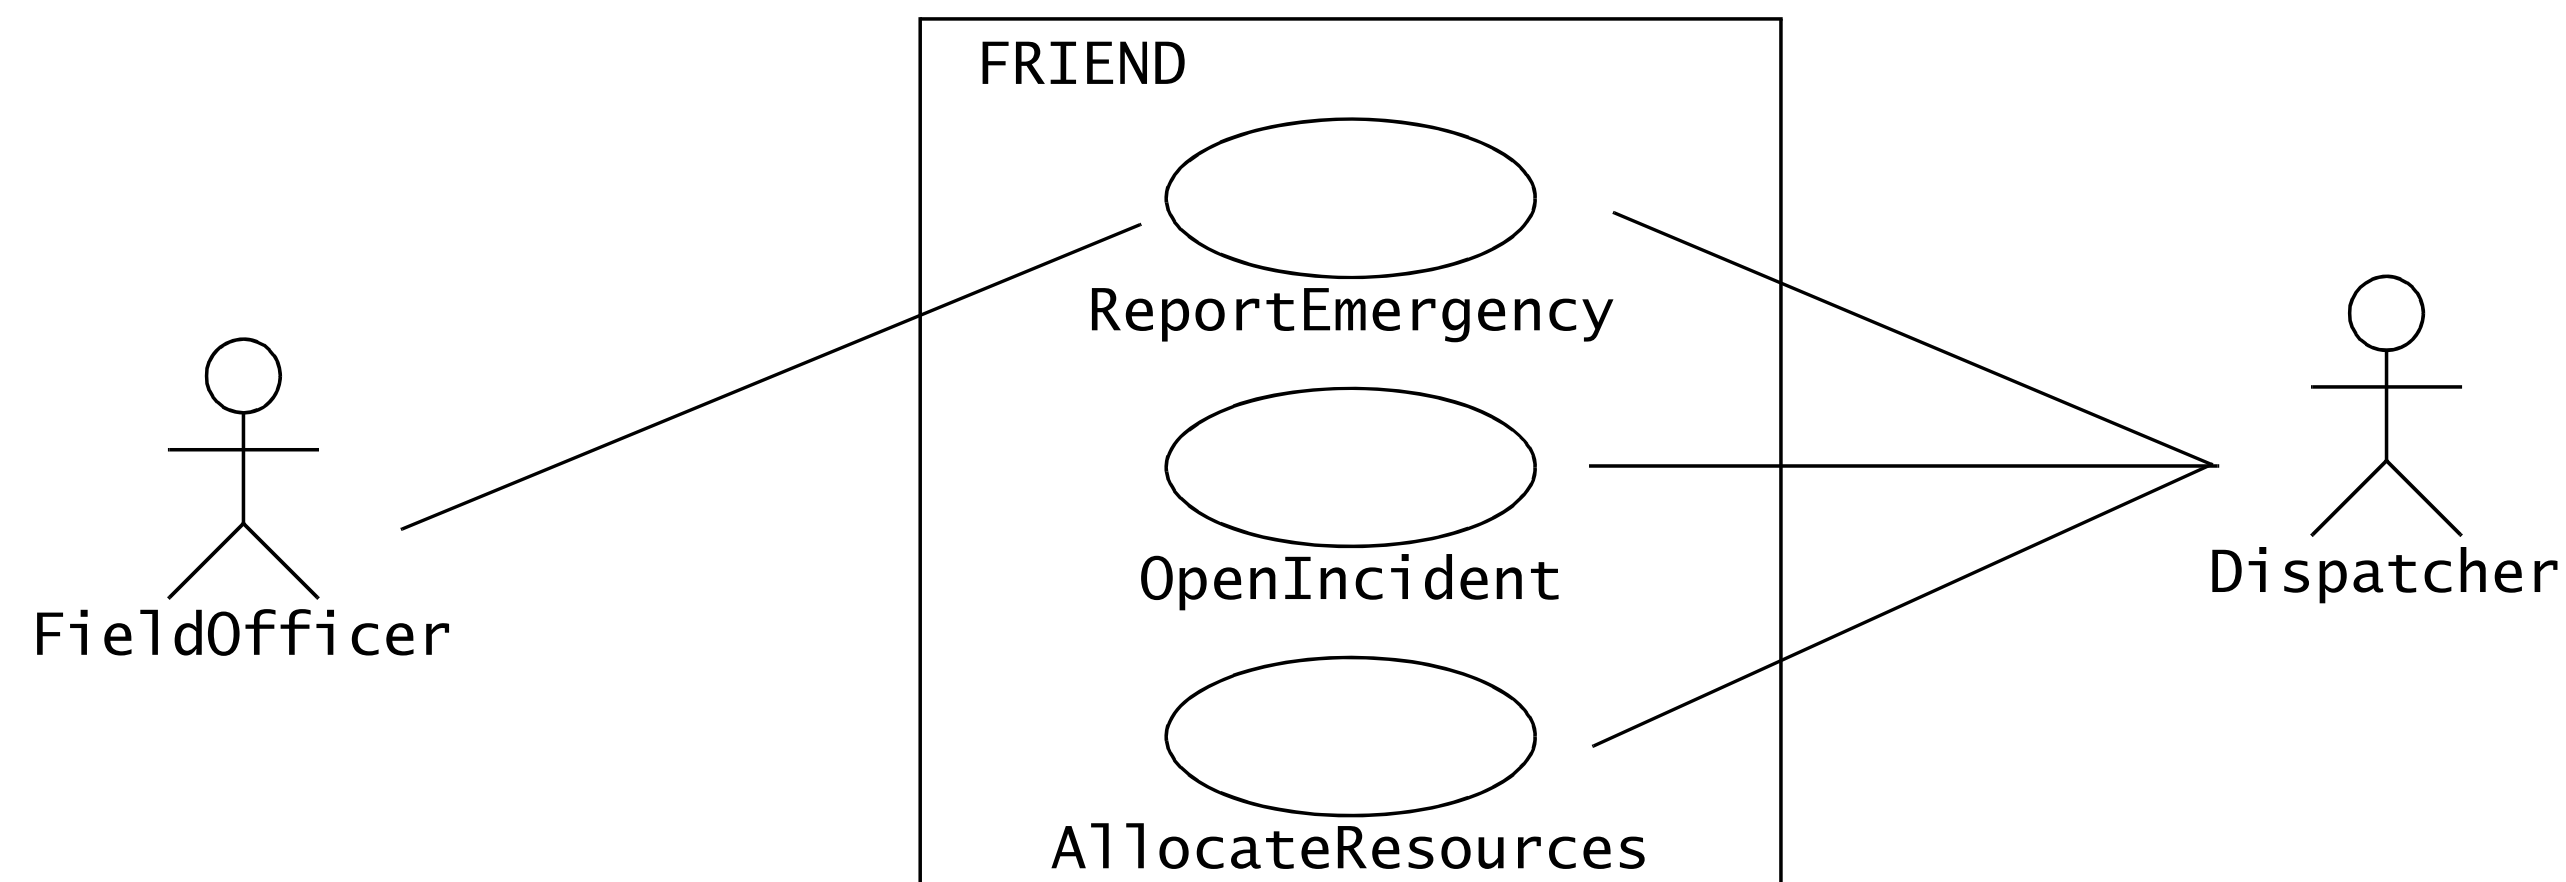 FRIEND
ReportEmergency
OpenIncident
Dispatcher
FieldOfficer
AllocateResources